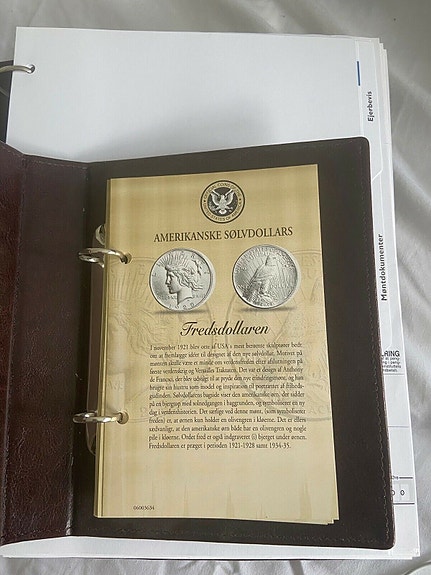 AMERIKANSKE SØLVDOLLARS
Fredsdollaren
I november 1921 blev otte af USA's mest berømte skulptører bedt
om at fremlægge idéer til designet af den nye sølvdollar. Motivet på
mønten skulle være et minde om verdensfreden efter afslutningen på
første verdenskrig og Versailles Traktaten. Det var et design af Anthony
de Francisci, der blev udvalgt til at pryde den nye erindringsmønt, og han
brugte sin hustru som model og inspiration til portrættet af friheds-
gudinden. Sølvdollarens bagside viser den amerikanske ørn, der sidder
på en bjergtop med solnedgangen i baggrunden, og symboliserer en ny
dag i verdenshistorien. Det særlige ved denne mønt, (som symboliserer
freden) er, at ørnen kun holder en olivengren i kløerne. Det er ellers
sædvanligt, at den amerikanske ørn både har en olivengren og nogle
pile i kløerne. Ordet fred er også indgraveret (i) bjerget under ørnen.
Fredsdollaren er præget i perioden 1921-1928 samt 1934-35.
06003634
Ejerbevis
Møntdokumenter